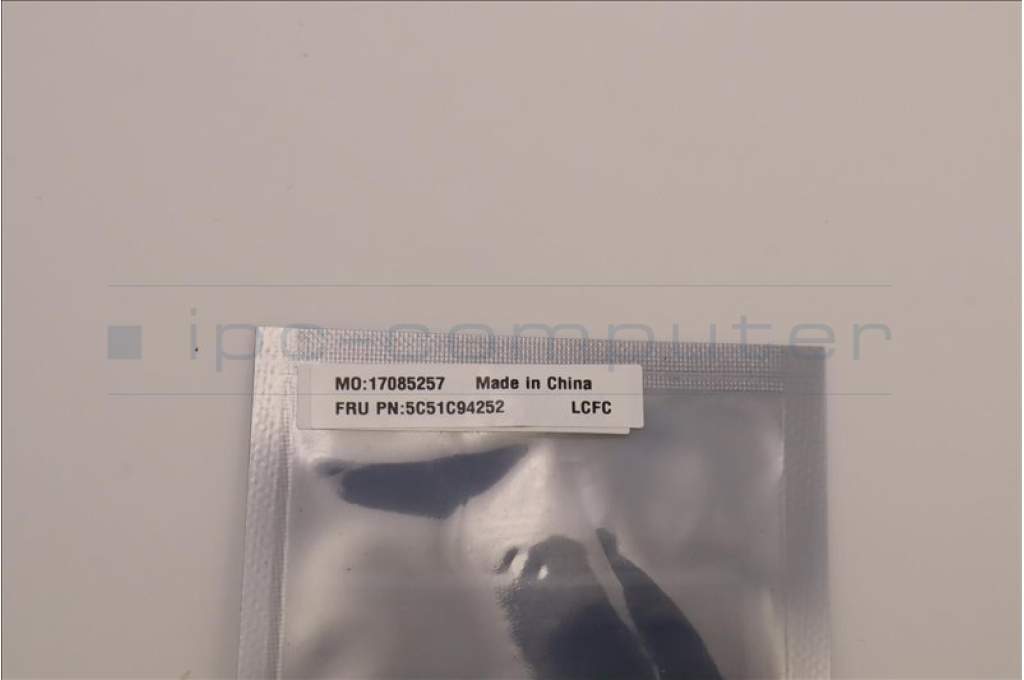 ipc-computer
MO:17085257 Made in China
FRU PN:5C51C94252 LCFC